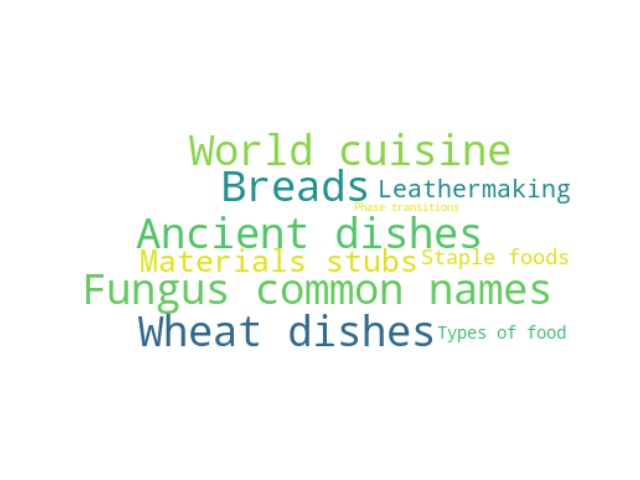 World cuisine
Breads Leathermaking
Phase transitions
Ancient dishes
Materials stubs Staple foods
Fungus common names
Wheat dishes Types of food